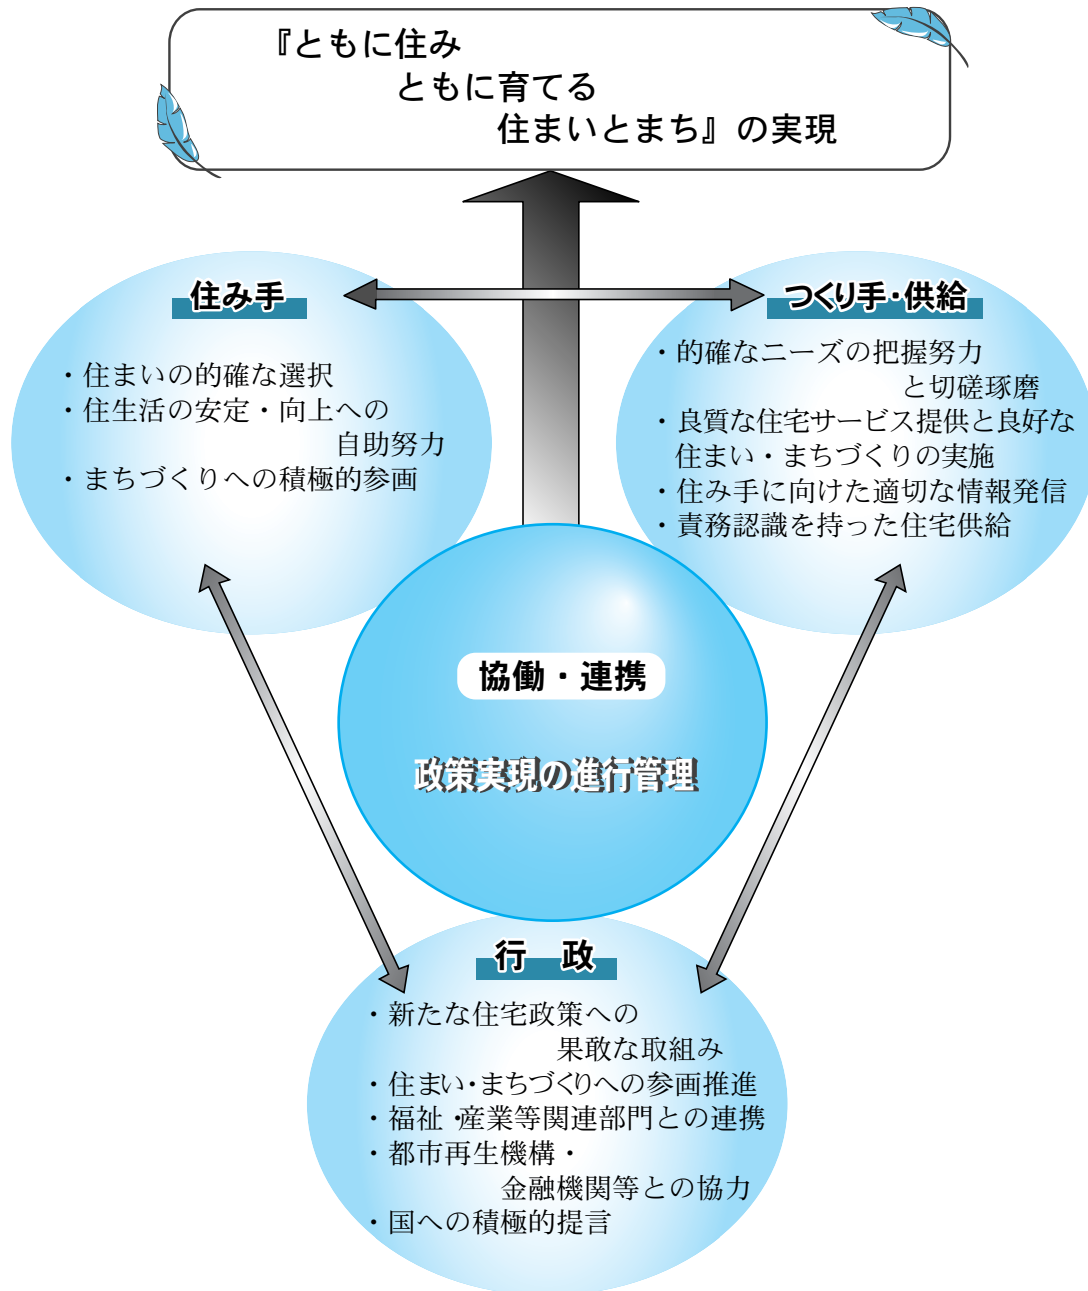 『ともに住み
ともに育てる
住まいとまち』の実現
住み手
・住まいの的確な選択
・住生活の安定・向上への
自助努力
・まちづくりへの積極的参画
つくり手・供給
・的確なニーズの把握努力
と切磋琢磨
・良質な住宅サービス提供と良好な
住まい・まちづくりの実施
・住み手に向けた適切な情報発信
・責務認識を持った住宅供給
協働・連携
政策実現の進行管理
行　政
・新たな住宅政策への
果敢な取組み
・住まい・まちづくりへの参画推進
・福祉・産業等関連部門との連携
・都市再生機構・
金融機関等との協力
・国への積極的提言